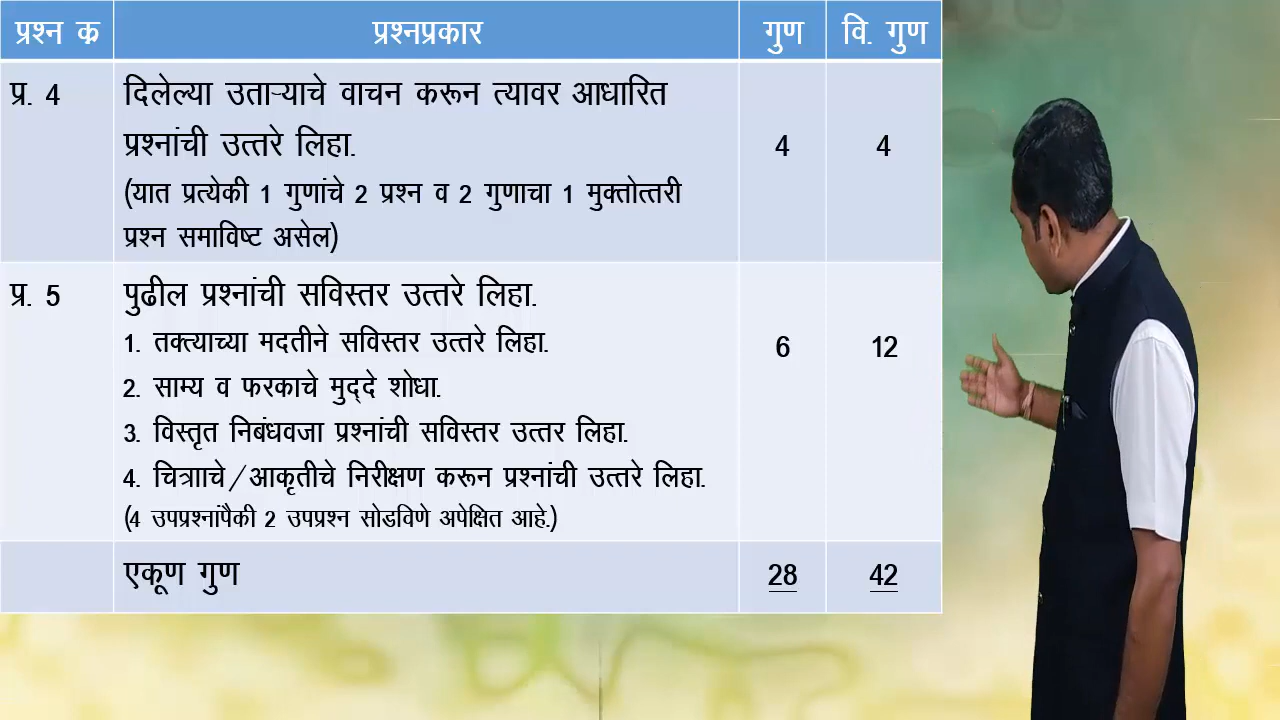 प्रश्न क्र प्रश्नप्रकार गुण वि. गुण
प्र. 4 दिलेल्या उताऱ्याचे वाचन करून त्यावर आधारित
प्रश्नांची उत्तरे लिहा. 4 4
(यात प्रत्येकी 1 गुणांचे 2 प्रश्न व 2 गुणाचा 1 मुक्तोत्तरी
प्रश्न समाविष्ट असेल)
प्र. 5 पुढील प्रश्नांची सविस्तर उत्तरे लिहा.
1. तक्त्याच्या मदतीने सविस्तर उत्तरे लिहा. 6 12
2. साम्य व फरकाचे मुद्दे शोधा.
3. विस्तृत निबंधवजा प्रश्नांची सविस्तर उत्तर लिहा.
4. चित्रााचे/आकृतीचे निरीक्षण करून प्रश्नांची उत्तरे लिहा.
(4 उपप्रश्नांपैकी 2 उपप्रश्न सोडविणे अपेक्षित आहे.)
एकूण गुण 28 42